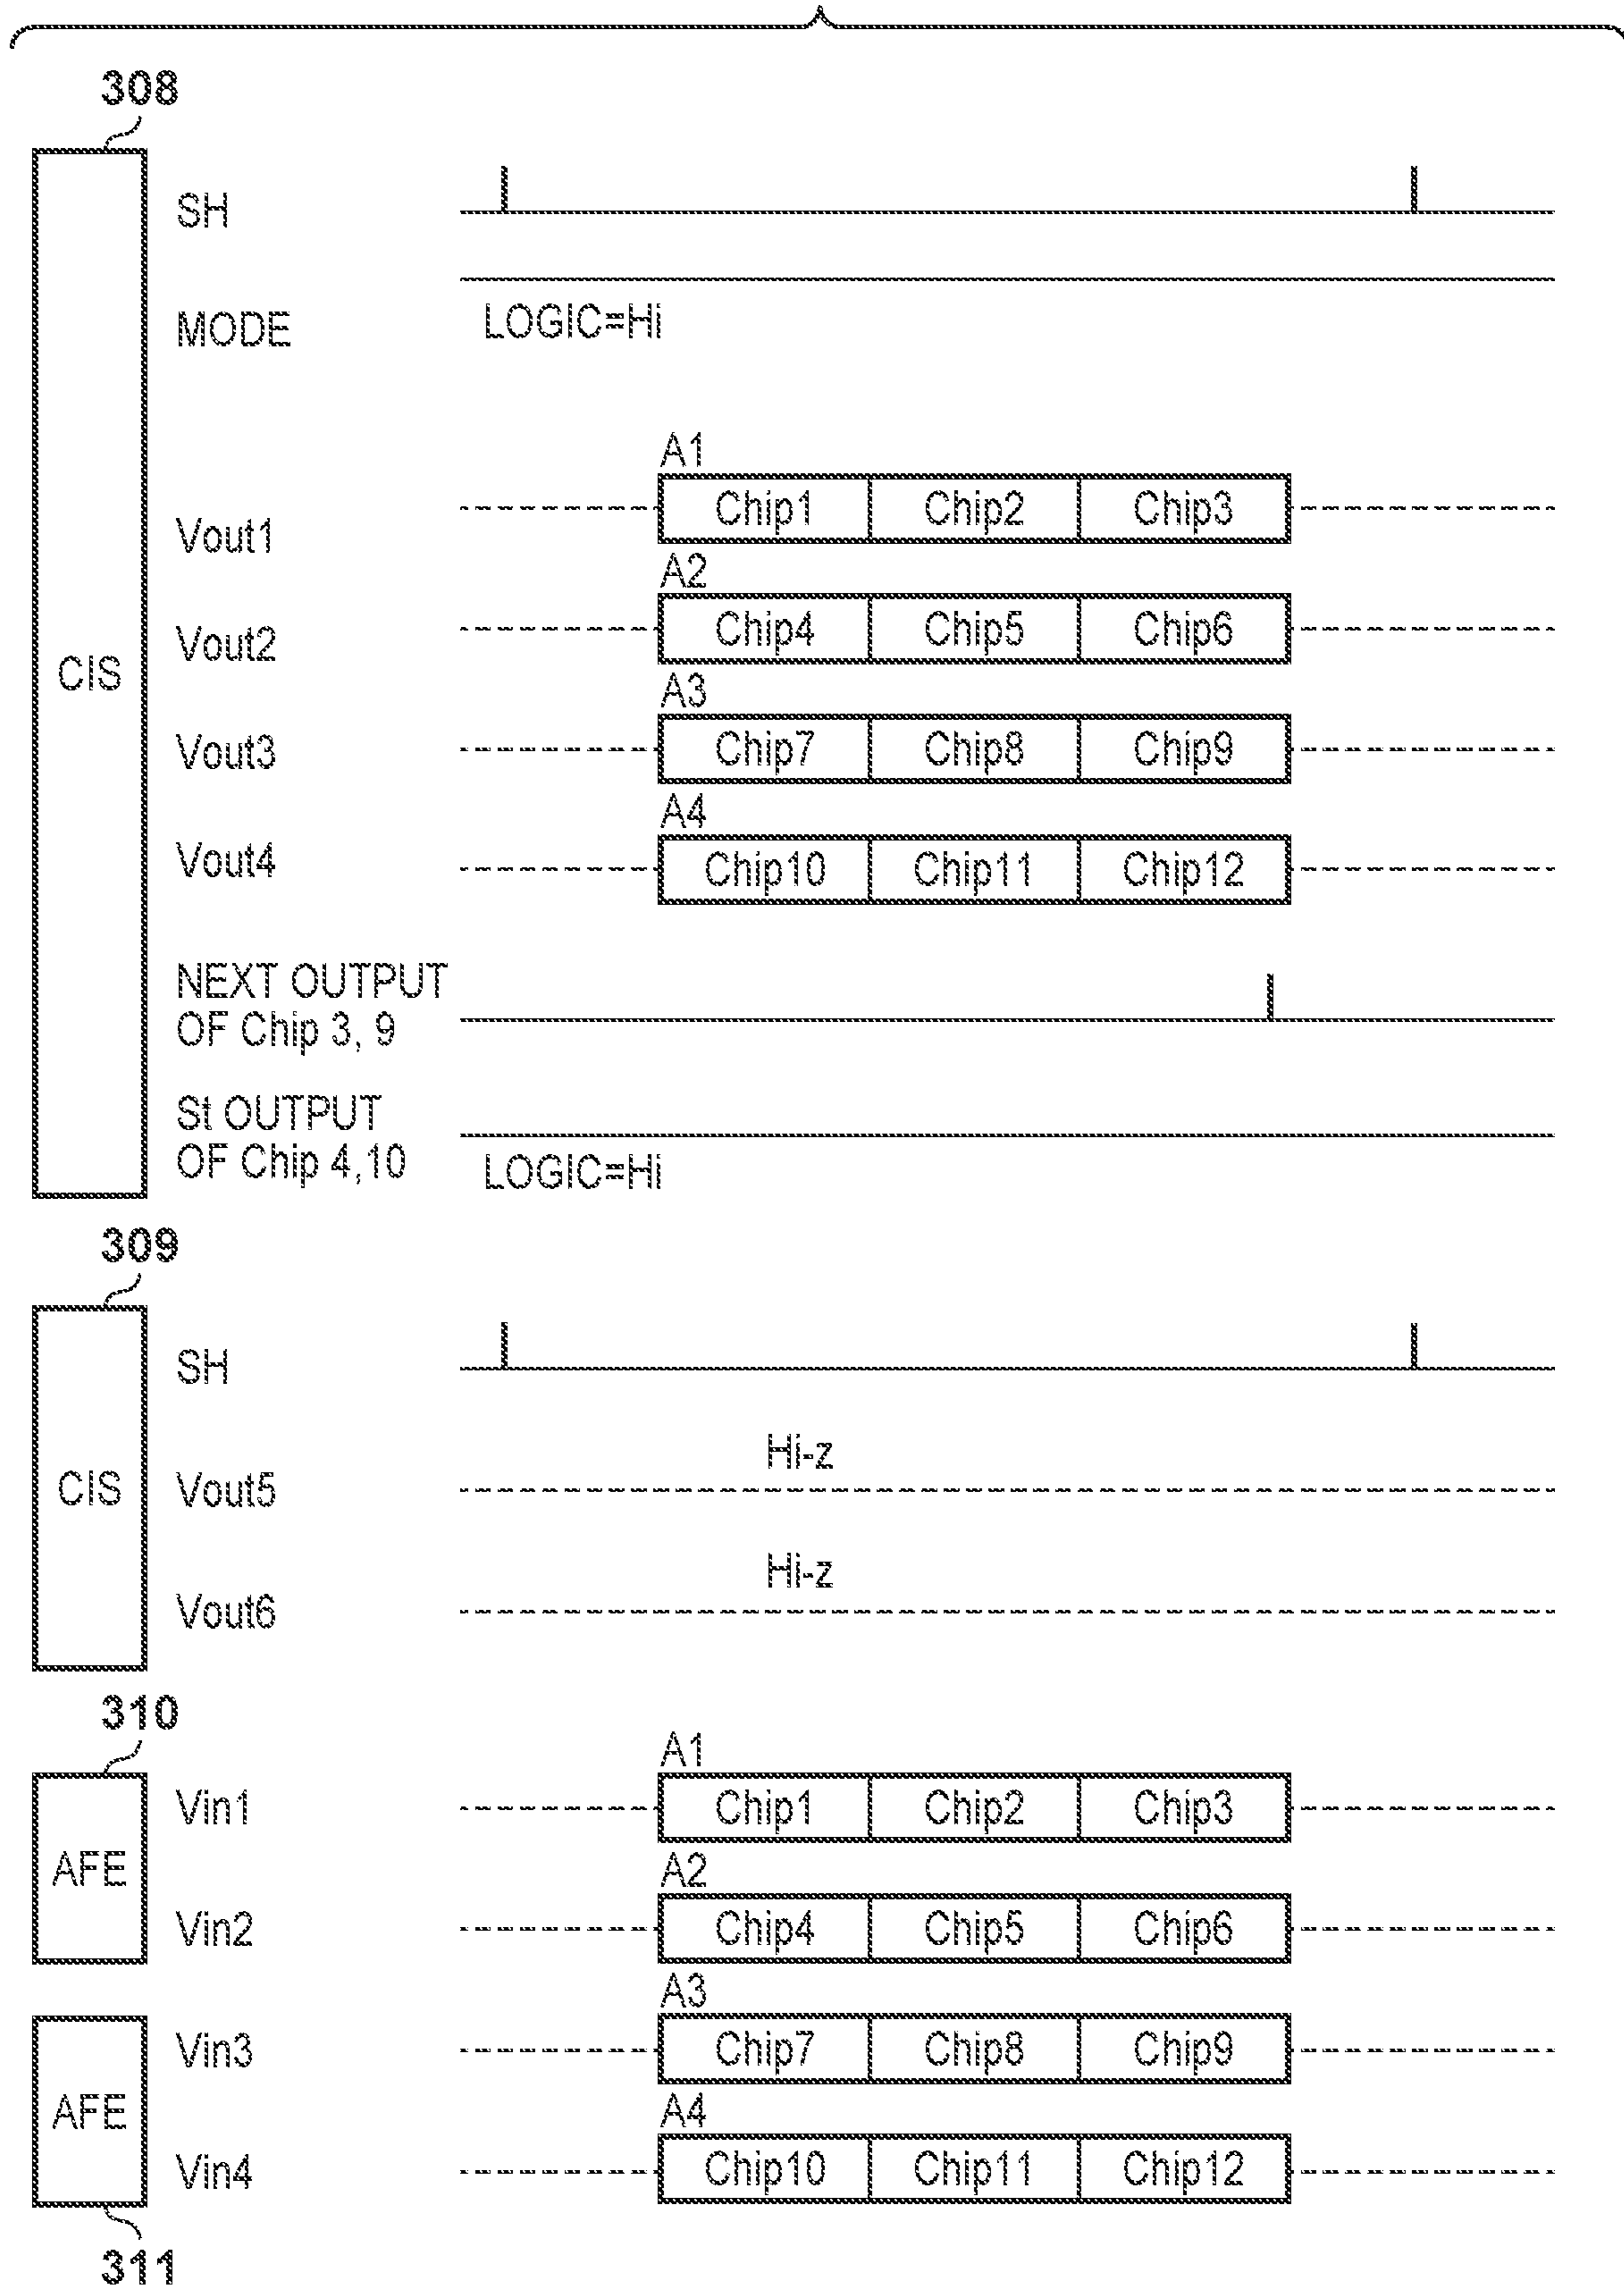 308
CIS
SH
MODE
LOGIC=Hi
A1
Vout1
Chip1 Chip2 Chip3
A2
Vout2
Chip4 Chip5 Chip6
A3
Vout3
Chip7 Chip8 Chip9
A4
Vout4
Chip10 Chip11 Chip12
NEXT OUTPUT
OF Chip 3, 9
St OUTPUT
OF Chip 4,10
LOGIC=Hi
309
CIS
SH
Hi-z
Vout5
Hi-z
Vout6
310
AFE
A1
Vin1
Chip1 Chip2 Chip3
A2
Vin2
Chip4 Chip5 Chip6
AFE
A3
Vin3
Chip7 Chip8 Chip9
A4
Vin4
Chip10 Chip11 Chip12
311